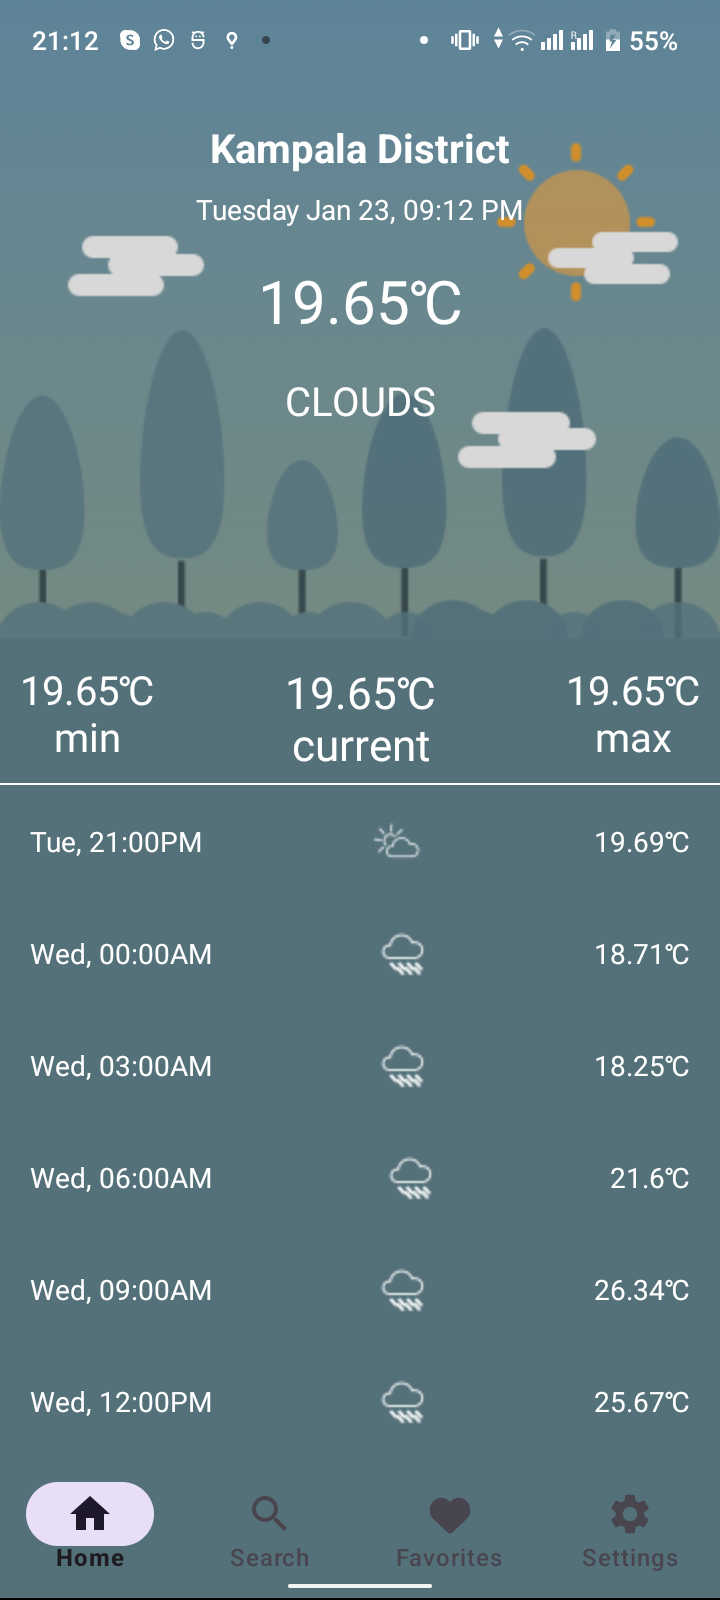 21:12 55%
Kampala District
Tuesday Jan 23, 09:12 PM
19.65℃
CLOUDS
19.65℃ 19.65℃ 19.65℃
min current max
Tue, 21:00PM 19.69℃
Wed, 00:00AM 18.71℃
Wed, 03:00AM 18.25℃
Wed, 06:00AM 21.6℃
Wed, 09:00AM 26.34℃
Wed, 12:00PM 25.67℃
Home Search Favorites Settings